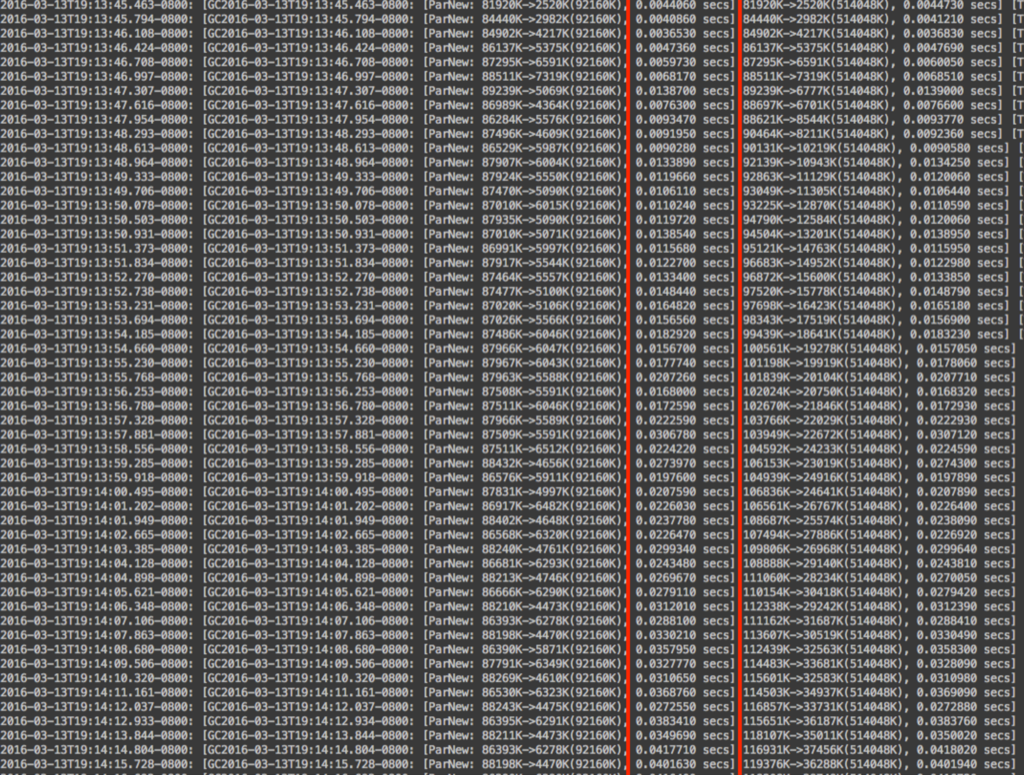 2016-03-13T19:13:45.463-0800: [GC2016-03-13T19:13:45.463-0800: [ParNew: 81920K->2520K(92160K), 0.0044060 secs] 81920K->2520K(514048K), 0.0044730 secs] [T
2016-03-13T19:13:45.794-0800: [GC2016-03-13T19:13:45.794-0800: [ParNew: 84440K->2982K(92160K), 0.0040860 secs] 84440K->2982K(514048K), 0.0041210 secs] [T
2016-03-13T19:13:46.108-0800: [GC2016-03-13T19:13:46.108-0800: [ParNew: 84902K->4217K(92160K), 0.0036530 secs] 84902K->4217K(514048K), 0.0036830 secs] [T
2016-03-13T19:13:46.424-0800: [GC2016-03-13T19:13:46.424-0800: [ParNew: 86137K->5375K(92160K), 0.0047360 secs] 86137K->5375K(514048K), 0.0047690 secs] [T
2016-03-13T19:13:46.708-0800: [GC2016-03-13T19:13:46.708-0800: [ParNew: 87295K->6591K(92160K), 0.0059730 secs] 87295K->6591K(514048K), 0.0060050 secs] [T
2016-03-13T19:13:46.997-0800: [GC2016-03-13T19:13:46.997-0800: [ParNew: 88511K->7319K(92160K), 0.0068170 secs] 88511K->7319K(514048K), 0.0068510 secs] [T
2016-03-13T19:13:47.307-0800: [GC2016-03-13T19:13:47.307-0800: [ParNew: 89239K->5069K(92160K), 0.0138700 secs] 89239K->6777K(514048K), 0.0139000 secs] [T
2016-03-13T19:13:47.616-0800: [GC2016-03-13T19:13:47.616-0800: [ParNew: 86989K->4364K(92160K), 0.0076300 secs] 88697K->6701K(514048K), 0.0076600 secs] [T
2016-03-13T19:13:47.954-0800: [GC2016-03-13T19:13:47.954-0800: [ParNew: 86284K->5576K(92160K), 0.0093470 secs] 88621K->8544K(514048K), 0.0093770 secs] [T
2016-03-13T19:13:48.293-0800: [GC2016-03-13T19:13:48.293-0800: [ParNew: 87496K->4609K(92160K), 0.0091950 secs] 90464K->8211K(514048K), 0.0092360 secs] [T
2016-03-13T19:13:48.613-0800: [GC2016-03-13T19:13:48.613-0800: [ParNew: 86529K->5987K(92160K), 0.0090280 secs] 90131K->10219K(514048K), 0.0090580 secs] [
2016-03-13T19:13:48.964-0800: [GC2016-03-13T19:13:48.964-0800: [ParNew: 87907K->6004K(92160K), 0.0133890 secs] 92139K->10943K(514048K), 0.0134250 secs] [
2016-03-13T19:13:49.333-0800: [GC2016-03-13T19:13:49.333-0800: [ParNew: 87924K->5550K(92160K), 0.0119660 secs] 92863K->11129K(514048K), 0.0120060 secs] [
2016-03-13T19:13:49.706-0800: [GC2016-03-13T19:13:49.706-0800: [ParNew: 87470K->5090K(92160K), 0.0106110 secs] 93049K->11305K(514048K), 0.0106440 secs] [
2016-03-13T19:13:50.078-0800: [GC2016-03-13T19:13:50.078-0800: [ParNew: 87010K->6015K(92160K), 0.0110240 secs] 93225K->12870K(514048K), 0.0110590 secs] [
2016-03-13T19:13:50.503-0800: [GC2016-03-13T19:13:50.503-0800: [ParNew: 87935K->5090K(92160K), 0.0119720 secs] 94790K->12584K(514048K), 0.0120060 secs] [
2016-03-13T19:13:50.931-0800: [GC2016-03-13T19:13:50.931-0800: [ParNew: 87010K->5071K(92160K), 0.0138540 secs] 94504K->13201K(514048K), 0.0138950 secs] [
2016-03-13T19:13:51.373-0800: [GC2016-03-13T19:13:51.373-0800: [ParNew: 86991K->5997K(92160K), 0.0115680 secs] 95121K->14763K(514048K), 0.0115950 secs] [
2016-03-13T19:13:51.834-0800: [GC2016-03-13T19:13:51.834-0800: [ParNew: 87917K->5544K(92160K), 0.0122700 secs] 96683K->14952K(514048K), 0.0122980 secs] [
2016-03-13T19:13:52.270-0800: [GC2016-03-13T19:13:52.270-0800: [ParNew: 87464K->5557K(92160K), 0.0133400 secs] 96872K->15600K(514048K), 0.0133850 secs] [
2016-03-13T19:13:52.738-0800: [GC2016-03-13T19:13:52.738-0800: [ParNew: 87477K->5100K(92160K), 0.0148440 secs] 97520K->15778K(514048K), 0.0148790 secs] [
2016-03-13T19:13:53.231-0800: [GC2016-03-13T19:13:53.231-0800: [ParNew: 87020K->5106K(92160K), 0.0164820 secs] 97698K->16423K(514048K), 0.0165180 secs] [
2016-03-13T19:13:53.694-0800: [GC2016-03-13T19:13:53.694-0800: [ParNew: 87026K->5566K(92160K), 0.0156560 secs] 98343K->17519K(514048K), 0.0156900 secs] [
2016-03-13T19:13:54.185-0800: [GC2016-03-13T19:13:54.185-0800: [ParNew: 87486K->6046K(92160K), 0.0182920 secs] 99439K->18641K(514048K), 0.0183230 secs] [
2016-03-13T19:13:54.660-0800: [GC2016-03-13T19:13:54.660-0800: [ParNew: 87966K->6047K(92160K), 0.0156700 secs] 100561K->19278K(514048K), 0.0157050 secs]
2016-03-13T19:13:55.230-0800: [GC2016-03-13T19:13:55.230-0800: [ParNew: 87967K->6043K(92160K), 0.0177740 secs] 101198K->19919K(514048K), 0.0178060 secs]
2016-03-13T19:13:55.768-0800: [GC2016-03-13T19:13:55.768-0800: [ParNew: 87963K->5588K(92160K), 0.0207260 secs] 101839K->20104K(514048K), 0.0207710 secs]
2016-03-13T19:13:56.253-0800: [GC2016-03-13T19:13:56.253-0800: [ParNew: 87508K->5591K(92160K), 0.0168000 secs] 102024K->20750K(514048K), 0.0168320 secs]
2016-03-13T19:13:56.780-0800: [GC2016-03-13T19:13:56.780-0800: [ParNew: 87511K->6046K(92160K), 0.0172590 secs] 102670K->21846K(514048K), 0.0172930 secs]
2016-03-13T19:13:57.328-0800: [GC2016-03-13T19:13:57.328-0800: [ParNew: 87966K->5589K(92160K), 0.0222590 secs] 103766K->22029K(514048K), 0.0222930 secs]
2016-03-13T19:13:57.881-0800: [GC2016-03-13T19:13:57.881-0800: [ParNew: 87509K->5591K(92160K), 0.0306780 secs] 103949K->22672K(514048K), 0.0307120 secs]
2016-03-13T19:13:58.556-0800: [GC2016-03-13T19:13:58.556-0800: [ParNew: 87511K->6512K(92160K), 0.0224220 secs] 104592K->24233K(514048K), 0.0224590 secs]
2016-03-13T19:13:59.285-0800: [GC2016-03-13T19:13:59.285-0800: [ParNew: 88432K->4656K(92160K), 0.0273970 secs] 106153K->23019K(514048K), 0.0274300 secs]
2016-03-13T19:13:59.918-0800: [GC2016-03-13T19:13:59.918-0800: [ParNew: 86576K->5911K(92160K), 0.0197600 secs] 104939K->24916K(514048K), 0.0197890 secs]
2016-03-13T19:14:00.495-0800: [GC2016-03-13T19:14:00.495-0800: [ParNew: 87831K->4997K(92160K), 0.0207590 secs] 106836K->24641K(514048K), 0.0207890 secs]
2016-03-13T19:14:01.202-0800: [GC2016-03-13T19:14:01.202-0800: [ParNew: 86917K->6482K(92160K), 0.0226030 secs] 106561K->26767K(514048K), 0.0226400 secs]
2016-03-13T19:14:01.949-0800: [GC2016-03-13T19:14:01.949-0800: [ParNew: 88402K->4648K(92160K), 0.0237780 secs] 108687K->25574K(514048K), 0.0238090 secs]
2016-03-13T19:14:02.665-0800: [GC2016-03-13T19:14:02.665-0800: [ParNew: 86568K->6320K(92160K), 0.0226470 secs] 107494K->27886K(514048K), 0.0226920 secs]
2016-03-13T19:14:03.385-0800: [GC2016-03-13T19:14:03.385-0800: [ParNew: 88240K->4761K(92160K), 0.0299340 secs] 109806K->26968K(514048K), 0.0299640 secs]
2016-03-13T19:14:04.128-0800: [GC2016-03-13T19:14:04.128-0800: [ParNew: 86681K->6293K(92160K), 0.0243480 secs] 108888K->29140K(514048K), 0.0243810 secs]
2016-03-13T19:14:04.898-0800: [GC2016-03-13T19:14:04.898-0800: [ParNew: 88213K->4746K(92160K), 0.0269670 secs] 111060K->28234K(514048K), 0.0270050 secs]
2016-03-13T19:14:05.621-0800: [GC2016-03-13T19:14:05.621-0800: [ParNew: 86666K->6290K(92160K), 0.0279110 secs] 110154K->30418K(514048K), 0.0279420 secs]
2016-03-13T19:14:06.348-0800: [GC2016-03-13T19:14:06.348-0800: [ParNew: 88210K->4473K(92160K), 0.0312010 secs] 112338K->29242K(514048K), 0.0312390 secs]
2016-03-13T19:14:07.106-0800: [GC2016-03-13T19:14:07.106-0800: [ParNew: 86393K->6278K(92160K), 0.0288100 secs] 111162K->31687K(514048K), 0.0288410 secs]
2016-03-13T19:14:07.863-0800: [GC2016-03-13T19:14:07.863-0800: [ParNew: 88198K->4470K(92160K), 0.0330210 secs] 113607K->30519K(514048K), 0.0330490 secs]
2016-03-13T19:14:08.680-0800: [GC2016-03-13T19:14:08.680-0800: [ParNew: 86390K->5871K(92160K), 0.0357950 secs] 112439K->32563K(514048K), 0.0358300 secs]
2016-03-13T19:14:09.506-0800: [GC2016-03-13T19:14:09.506-0800: [ParNew: 87791K->6349K(92160K), 0.0327770 secs] 114483K->33681K(514048K), 0.0328090 secs]
2016-03-13T19:14:10.320-0800: [GC2016-03-13T19:14:10.320-0800: [ParNew: 88269K->4610K(92160K), 0.0310650 secs] 115601K->32583K(514048K), 0.0310980 secs]
2016-03-13T19:14:11.161-0800: [GC2016-03-13T19:14:11.161-0800: [ParNew: 86530K->6323K(92160K), 0.0368760 secs] 114503K->34937K(514048K), 0.0369090 secs]
2016-03-13T19:14:12.037-0800: [GC2016-03-13T19:14:12.037-0800: [ParNew: 88243K->4475K(92160K), 0.0272550 secs] 116857K->33731K(514048K), 0.0272880 secs]
2016-03-13T19:14:12.933-0800: [GC2016-03-13T19:14:12.934-0800: [ParNew: 86395K->6291K(92160K), 0.0383410 secs] 115651K->36187K(514048K), 0.0383760 secs]
2016-03-13T19:14:13.844-0800: [GC2016-03-13T19:14:13.844-0800: [ParNew: 88211K->4473K(92160K), 0.0349690 secs] 118107K->35011K(514048K), 0.0350020 secs]
2016-03-13T19:14:14.804-0800: [GC2016-03-13T19:14:14.804-0800: [ParNew: 86393K->6278K(92160K), 0.0417710 secs] 116931K->37456K(514048K), 0.0418020 secs]
2016-03-13T19:14:15.728-0800: [GC2016-03-13T19:14:15.728-0800: [ParNew: 88198K->4470K(92160K), 0.0401630 secs] 119376K->36288K(514048K), 0.0401940 secs]